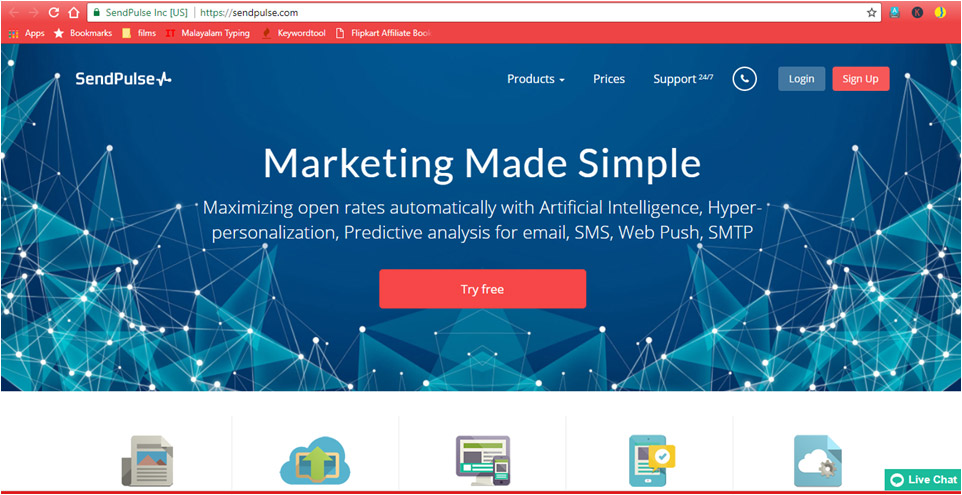 SendPulse Inc [US] | https://sendpulse.com
Apps Bookmarks films IT Malayalam Typing Keywordtool Flipkart Affiliate Book
SendPulse
Products Prices Support 24/7 Login Sign Up
Marketing Made Simple
Maximizing open rates automatically with Artificial Intelligence, Hyper-
personalization, Predictive analysis for email, SMS, Web Push, SMTP
Try free
Live Chat